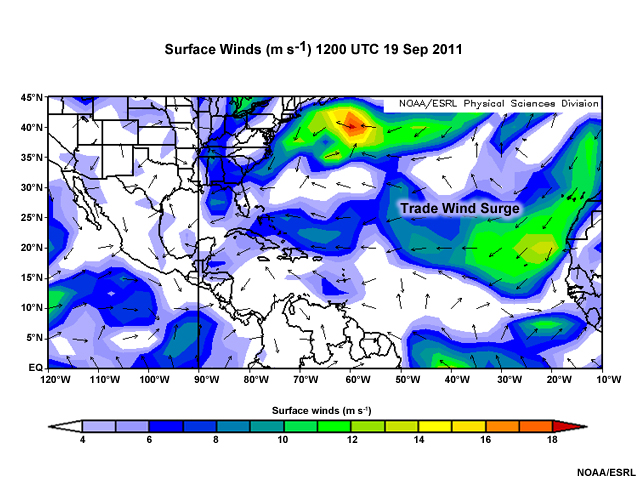 Surface Winds (m s-1) 1200 UTC 19 Sep 2011
NOAA/ESRL Physical Sciences Division
45°N
40°N
35°N
30°N
25°N
20°N
15°N
10°N
5°N
EQ
Trade Wind Surge
120°W 110°W 100°W 90°W 80°W 70°W 60°W 50°W 40°W 30°W 20°W 10°W
Surface winds (m s-1)
4 6 8 10 12 14 16 18
NOAA/ESRL